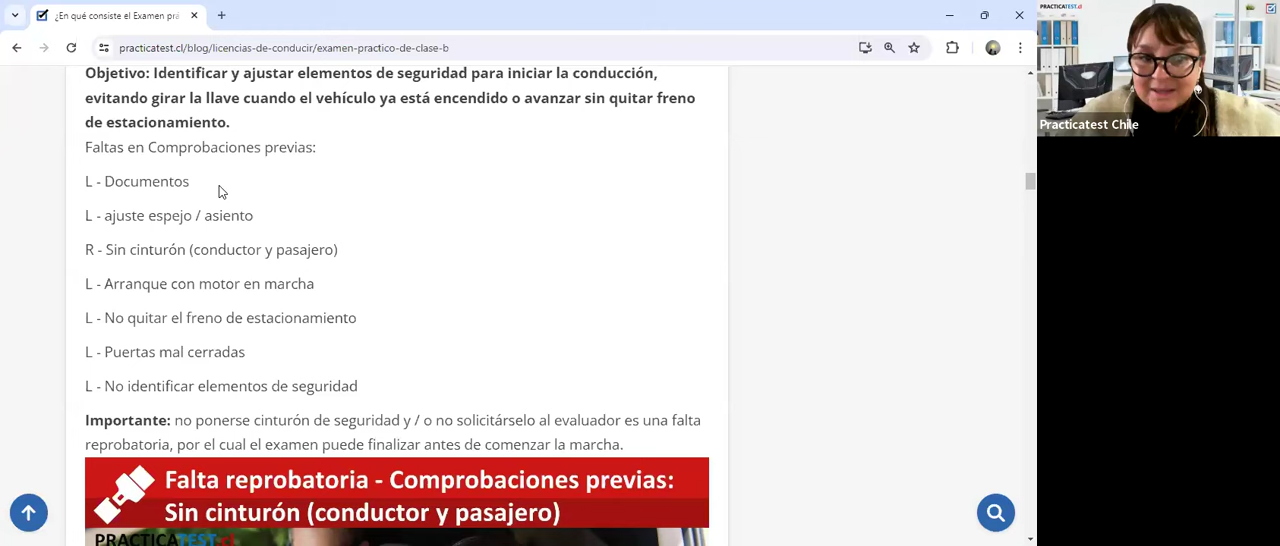 ¿En qué consiste el Examen prá
practicatest.cl/blog/licencias-de-conducir/examen-practico-de-clase-b
Objetivo: Identificar y ajustar elementos de seguridad para iniciar la conducción,
evitando girar la llave cuando el vehículo ya está encendido o avanzar sin quitar freno
de estacionamiento.
Faltas en Comprobaciones previas:
L - Documentos
L - ajuste espejo / asiento
R - Sin cinturón (conductor y pasajero)
L - Arranque con motor en marcha
L - No quitar el freno de estacionamiento
L - Puertas mal cerradas
L - No identificar elementos de seguridad
Importante: no ponerse cinturón de seguridad y / o no solicitárselo al evaluador es una falta
reprobatoria, por el cual el examen puede finalizar antes de comenzar la marcha.
Falta reprobatoria - Comprobaciones previas:
Sin cinturón (conductor y pasajero)
PRACTICATEST.cl
PRACTICATEST.cl
Practicatest Chile